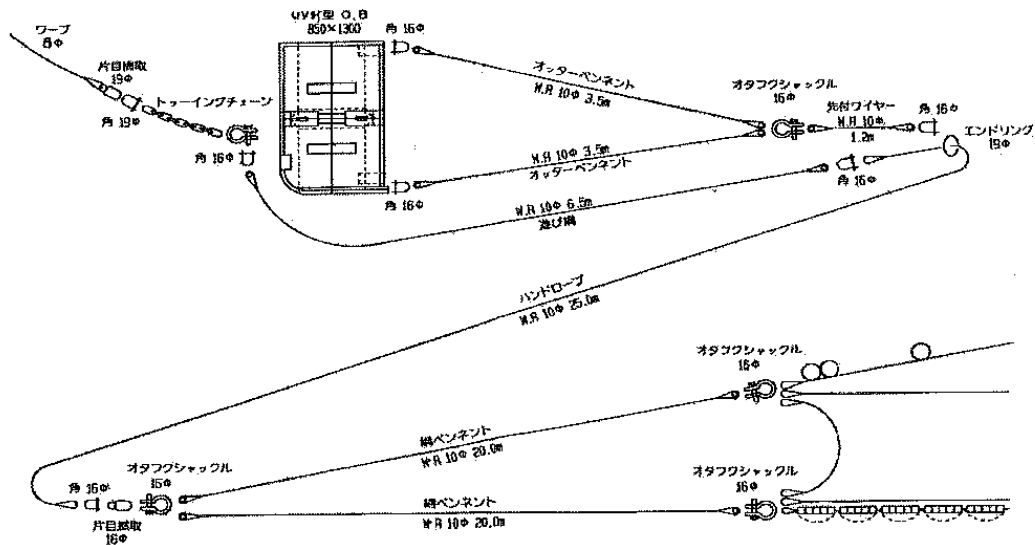 ワープ
8Φ
片目撚取
19Φ
角 19Φ
トゥーイングチェーン
角 16Φ
VV対型 O.B
850×1300
角 16Φ
オッターペンネント
W.R 10Φ 3.5m
W.R 10Φ 3.5m
オッターペンネント
角 16Φ
オタフクシャックル
16Φ
先付ワイヤー
W.R 10Φ
1.2m
角 16Φ
エンドリング
19Φ
角 16Φ
W.R 10Φ 6.5m
遊び綱
ハンドロープ
W.R 25.0m
オタフクシャックル
16Φ
網ペンネント
W.R 10Φ 20.0m
角 16Φ
オタフクシャックル
16Φ
片目撚取
16Φ
網ペンネント
W.R 10Φ 20.0m
オタフクシャックル
16Φ